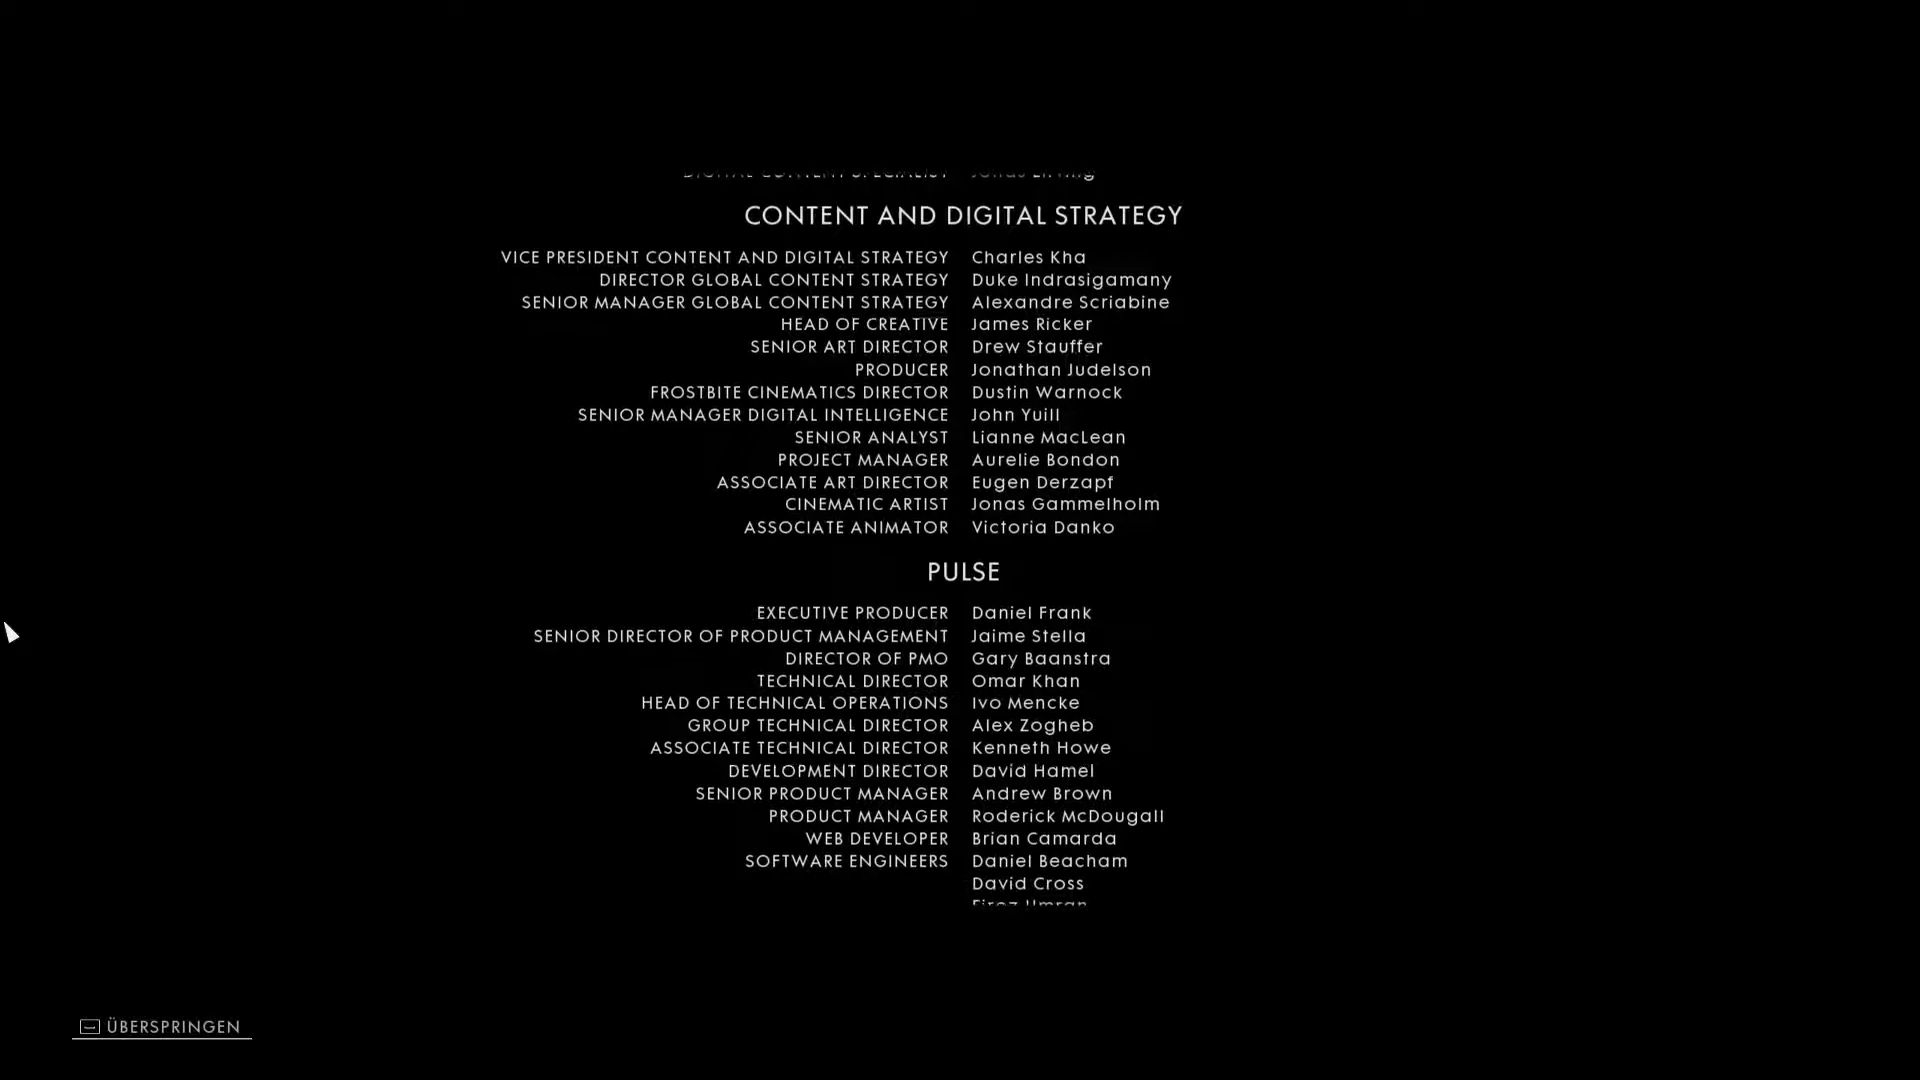 DIGITAL CONTENT SPECIALIST Jonas
CONTENT AND DIGITAL STRATEGY
VICE PRESIDENT CONTENT AND DIGITAL STRATEGY Charles Kha
DIRECTOR GLOBAL CONTENT STRATEGY Duke Indrasigamany
SENIOR MANAGER GLOBAL CONTENT STRATEGY Alexandre Scriabine
HEAD OF CREATIVE James Ricker
SENIOR ART DIRECTOR Drew Stauffer
PRODUCER Jonathan Judelson
FROSTBITE CINEMATICS DIRECTOR Dustin Warnock
SENIOR MANAGER DIGITAL INTELLIGENCE John Yuill
SENIOR ANALYST Lianne MacLean
PROJECT MANAGER Aurelie Bondon
ASSOCIATE ART DIRECTOR Eugen Derzapf
CINEMATIC ARTIST Jonas Gammelholm
ASSOCIATE ANIMATOR Victoria Danko
PULSE
EXECUTIVE PRODUCER Daniel Frank
SENIOR DIRECTOR OF PRODUCT MANAGEMENT Jaime Stella
DIRECTOR OF PMO Gary Baanstra
TECHNICAL DIRECTOR Omar Khan
HEAD OF TECHNICAL OPERATIONS Ivo Mencke
GROUP TECHNICAL DIRECTOR Alex Zogheb
ASSOCIATE TECHNICAL DIRECTOR Kenneth Howe
DEVELOPMENT DIRECTOR David Hamel
SENIOR PRODUCT MANAGER Andrew Brown
PRODUCT MANAGER Roderick McDougall
WEB DEVELOPER Brian Camarda
SOFTWARE ENGINEERS Daniel Beacham
David Cross
Firoz Umran
ÜBERSPRINGEN